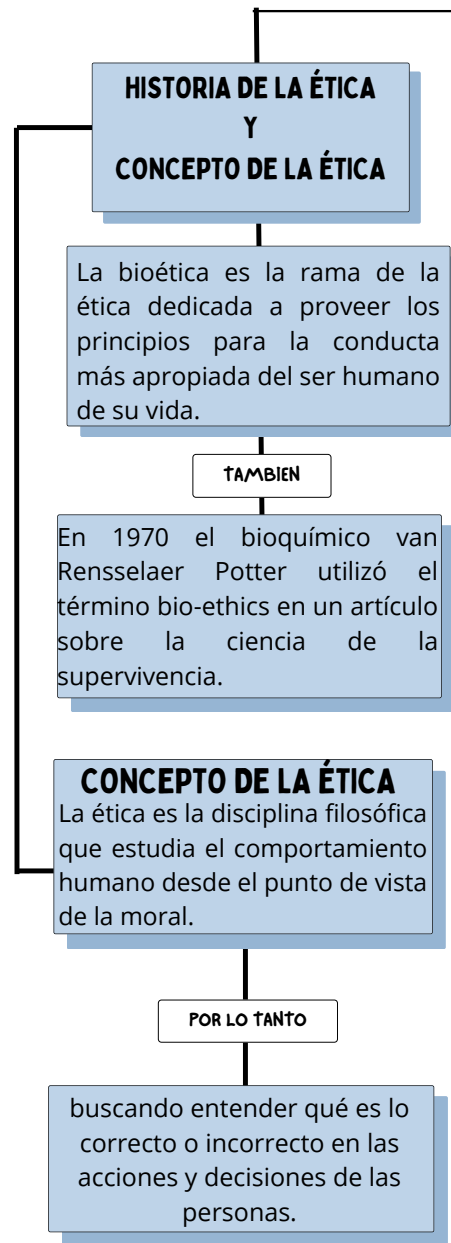 HISTORIA DE LA ÉTICA
Y
CONCEPTO DE LA ÉTICA
La bioética es la rama de la
ética dedicada a proveer los
principios para la conducta
más apropiada del ser humano
de su vida.
TAMBIEN
En 1970 el bioquímico van
Rensselaer Potter utilizó el
término bio-ethics en un artículo
sobre la ciencia de la
supervivencia.
CONCEPTO DE LA ÉTICA
La ética es la disciplina filosófica
que estudia el comportamiento
humano desde el punto de vista
de la moral.
POR LO TANTO
buscando entender qué es lo
correcto o incorrecto en las
acciones y decisiones de las
personas.